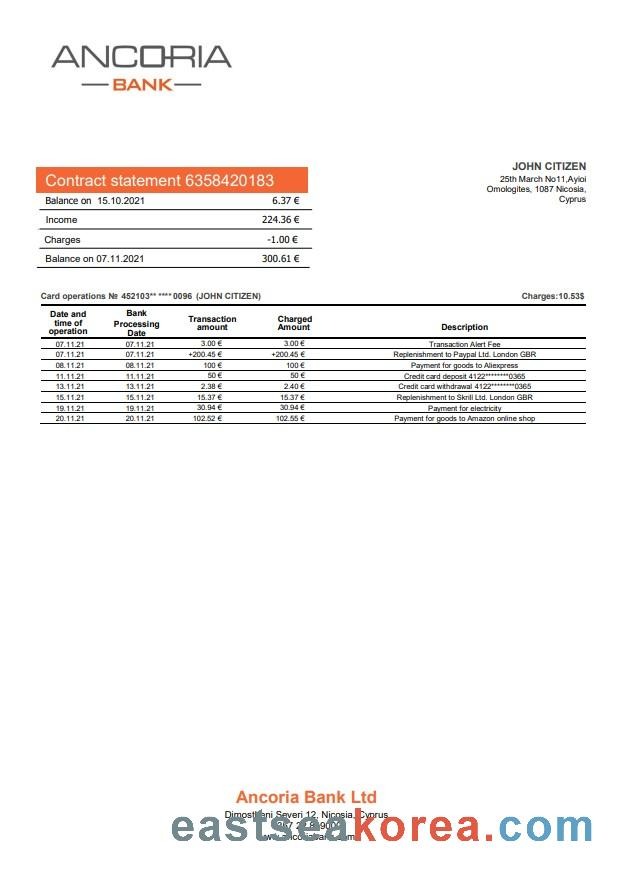 ANCORIA
BANK
JOHN CITIZEN
25th March No11,Ayioi
Omologites, 1087 Nicosia,
Cyprus
Contract statement 6358420183
Balance on 15.10.2021 6.37 €
Income 224.36 €
Charges -1.00 €
Balance on 07.11.2021 300.61 €
Card operations № 452103** **** 0096 (JOHN CITIZEN) Charges:10.53$
Date and time of operation Bank Processing Date Transaction amount Charged Amount Description
07.11.21 07.11.21 3.00 € 3.00 € Transaction Alert Fee
07.11.21 07.11.21 +200.45 € +200.45 € Replenishment to Paypal Ltd. London GBR
08.11.21 08.11.21 100 € 100 € Payment for goods to Aliexpress
11.11.21 11.11.21 50 € 50 € Credit card deposit 4122********0365
13.11.21 13.11.21 2.38 € 2.40 € Credit card withdrawal 4122********0365
15.11.21 15.11.21 15.37 € 15.37 € Replenishment to Skrill Ltd. London GBR
19.11.21 19.11.21 30.94 € 30.94 € Payment for electricity
20.11.21 20.11.21 102.52 € 102.55 € Payment for goods to Amazon online shop
Ancoria Bank Ltd
Dimostheni Severi 12, Nicosia, Cyprus
eastseakorea.com